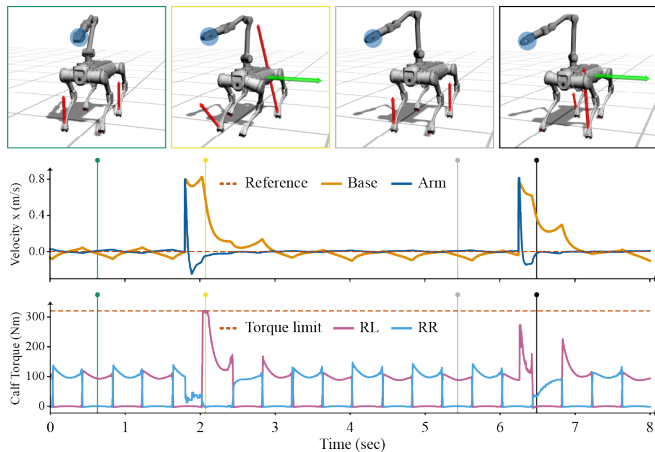 0.8
0.4
0.0
Velocity x (m/s)
Reference Base Arm
300
200
100
0
Calf Torque (Nm)
Torque limit RL RR
0 1 2 3 4 5 6 7 8
Time (sec)